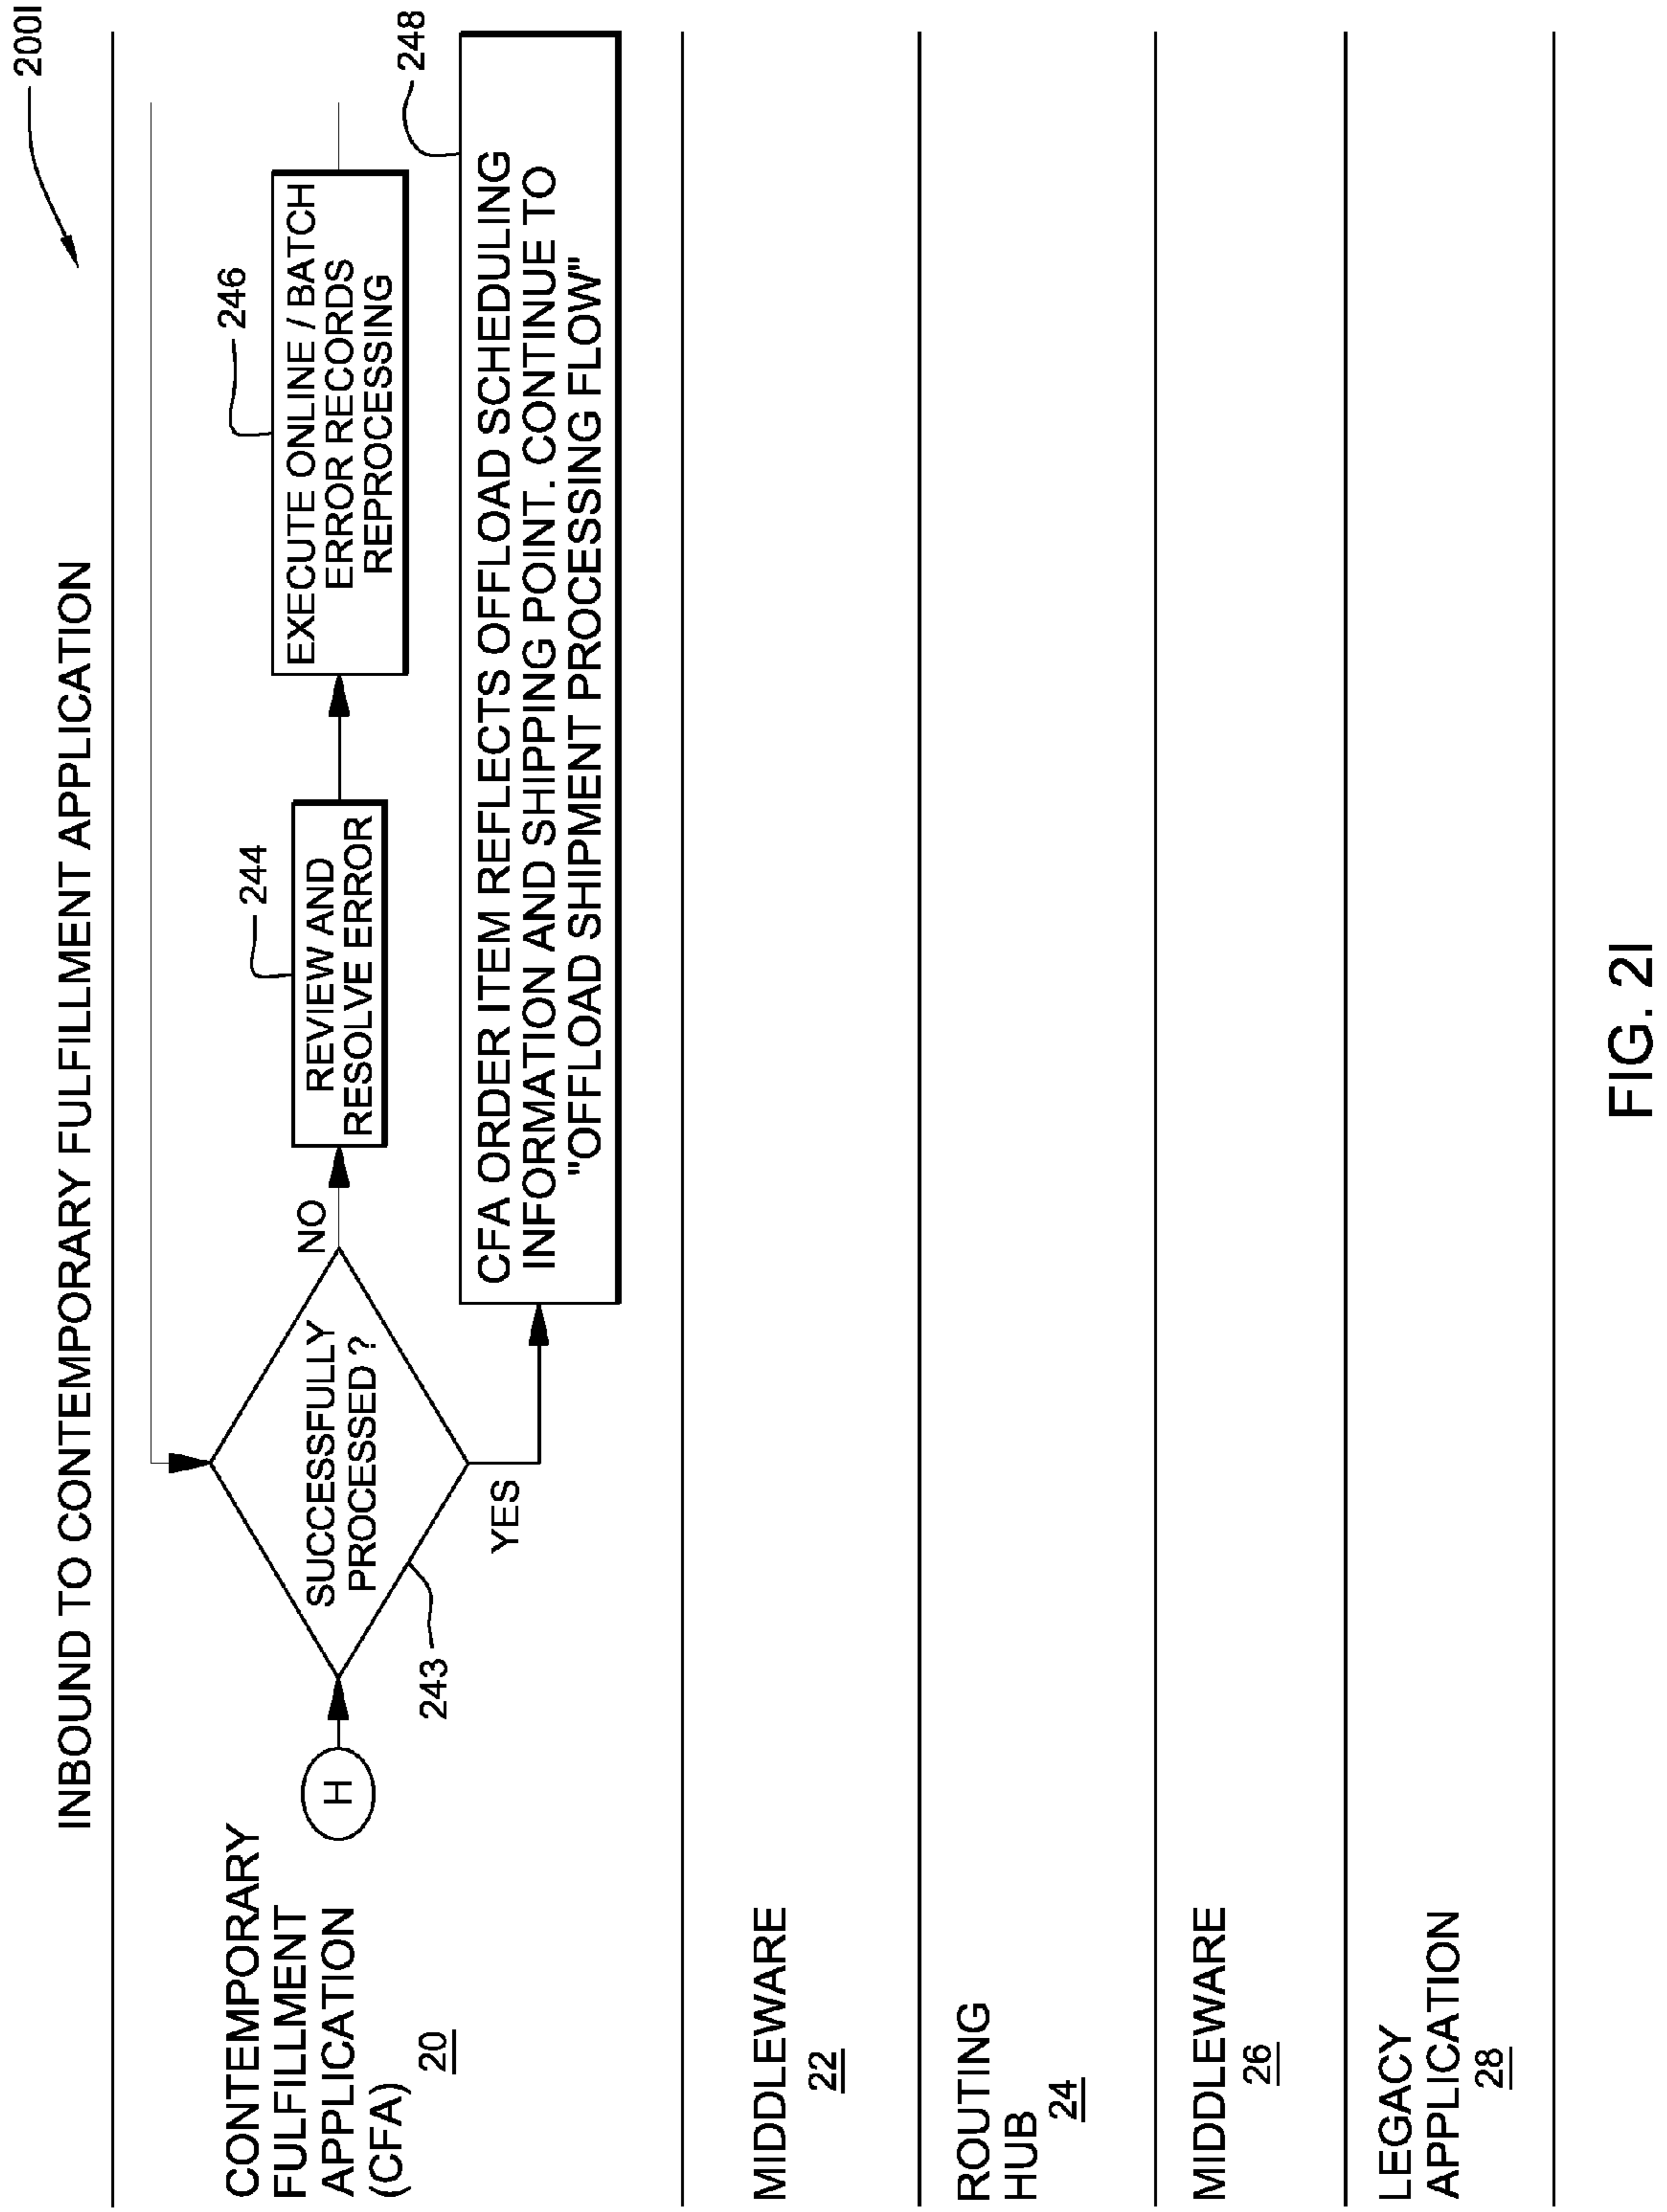 INBOUND TO CONTEMPORARY FULFILLMENT APPLICATION
200I
CONTEMPORARY
FULFILLMENT
APPLICATION
(CFA)
20
H
SUCCESSFULLY
PROCESSED ?
243
NO
YES
REVIEW AND
RESOLVE ERROR
244
EXECUTE ONLINE / BATCH
ERROR RECORDS
REPROCESSING
246
CFA ORDER ITEM REFLECTS OFFLOAD SCHEDULING
INFORMATION AND SHIPPING POINT. CONTINUE TO
"OFFLOAD SHIPMENT PROCESSING FLOW"
248
MIDDLEWARE
22
ROUTING
HUB
24
MIDDLEWARE
26
LEGACY
APPLICATION
28
FIG. 2I